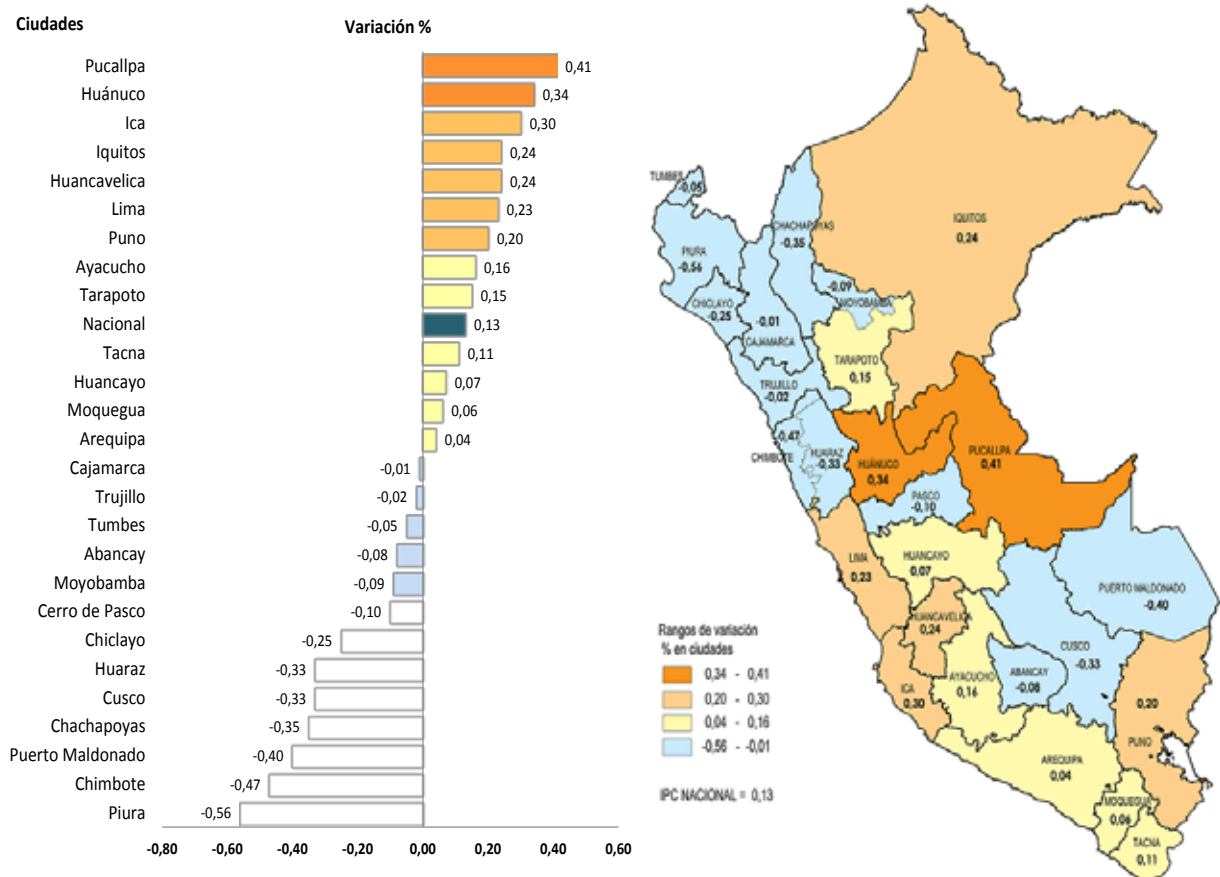 Ciudades
Variación %
Pucallpa 0,41
Huánuco 0,34
Ica 0,30
Iquitos 0,24
Huancavelica 0,24
Lima 0,23
Puno 0,20
Ayacucho 0,16
Tarapoto 0,15
Nacional 0,13
Tacna 0,11
Huancayo 0,07
Moquegua 0,06
Arequipa 0,04
Cajamarca -0,01
Trujillo -0,02
Tumbes -0,05
Abancay -0,08
Moyobamba -0,09
Cerro de Pasco -0,10
Chiclayo -0,25
Huaraz -0,33
Cusco -0,33
Chachapoyas -0,35
Puerto Maldonado -0,40
Chimbote -0,47
Piura -0,56
-0,80 -0,60 -0,40 -0,20 0,00 0,20 0,40 0,60
TUMBES
-0,05
CHACHAPOYAS
-0,35
IQUITOS
0,24
PIURA
-0,56
-0,09
MOYOBAMBA
CHICLAYO
-0,25
-0,01
CAJAMARCA
TARAPOTO
0,15
TRUJILLO
-0,02
-0,47
CHIMBOTE
HUARAZ
-0,33
HUÁNUCO
0,34
PUCALLPA
0,41
PASCO
-0,10
LIMA
0,23
HUANCAYO
0,07
PUERTO MALDONADO
-0,40
HUANCAVELICA
0,24
CUSCO
-0,33
ICA
0,30
AYACUCHO
0,16
ABANCAY
-0,08
0,20
PUNO
AREQUIPA
0,04
MOQUEGUA
0,06
TACNA
0,11
Rangos de variación
% en ciudades
0,34 - 0,41
0,20 - 0,30
0,04 - 0,16
-0,56 - -0,01
IPC NACIONAL = 0,13